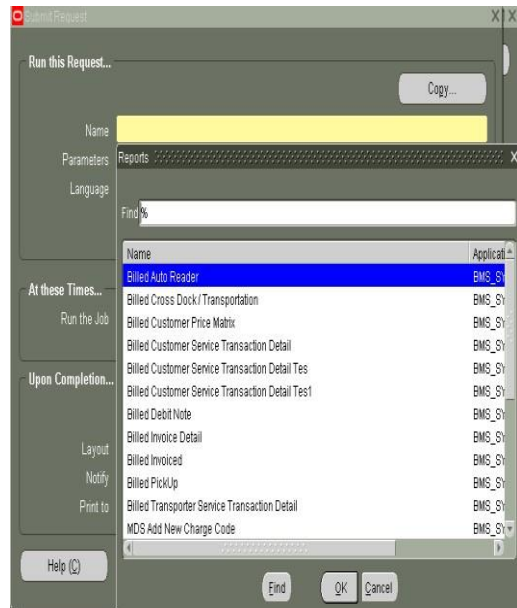 Submit Request
Run this Request...
Copy...
Name
Parameters
Language
At these Times...
Run the Job
Upon Completion...
Layout
Notify
Print to
Help (C)
Reports
Find %
Name Applicati
Billed Auto Reader BMS_SY
Billed Cross Dock / Transportation BMS_SY
Billed Customer Price Matrix BMS_SY
Billed Customer Service Transaction Detail BMS_SY
Billed Customer Service Transaction Detail Tes BMS_SY
Billed Customer Service Transaction Detail Tes1 BMS_SY
Billed Debit Note BMS_SY
Billed Invoice Detail BMS_SY
Billed Invoiced BMS_SY
Billed PickUp BMS_SY
Billed Transporter Service Transaction Detail BMS_SY
MDS Add New Charge Code BMS_SY
Find OK Cancel